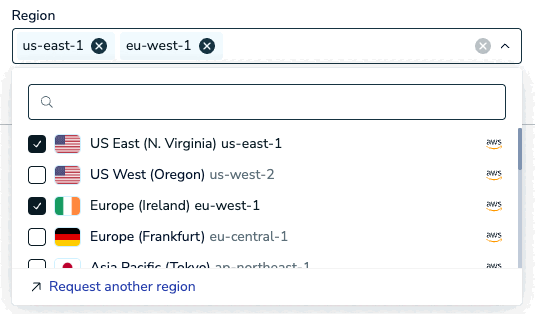 Region
us-east-1 eu-west-1
US East (N. Virginia) us-east-1 aws
US West (Oregon) us-west-2 aws
Europe (Ireland) eu-west-1 aws
Europe (Frankfurt) eu-central-1 aws
Asia Pacific (Tokyo) ap-northeast-1 aws
Request another region